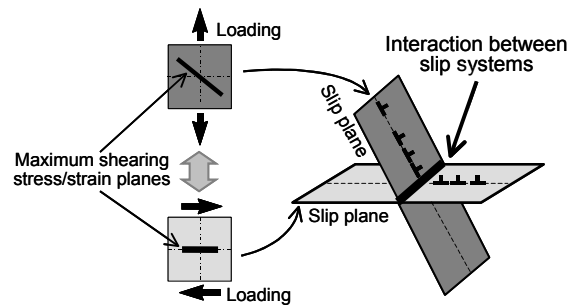 Loading
Interaction between
slip systems
Slip plane
Maximum shearing
stress/strain planes
Slip plane
Loading